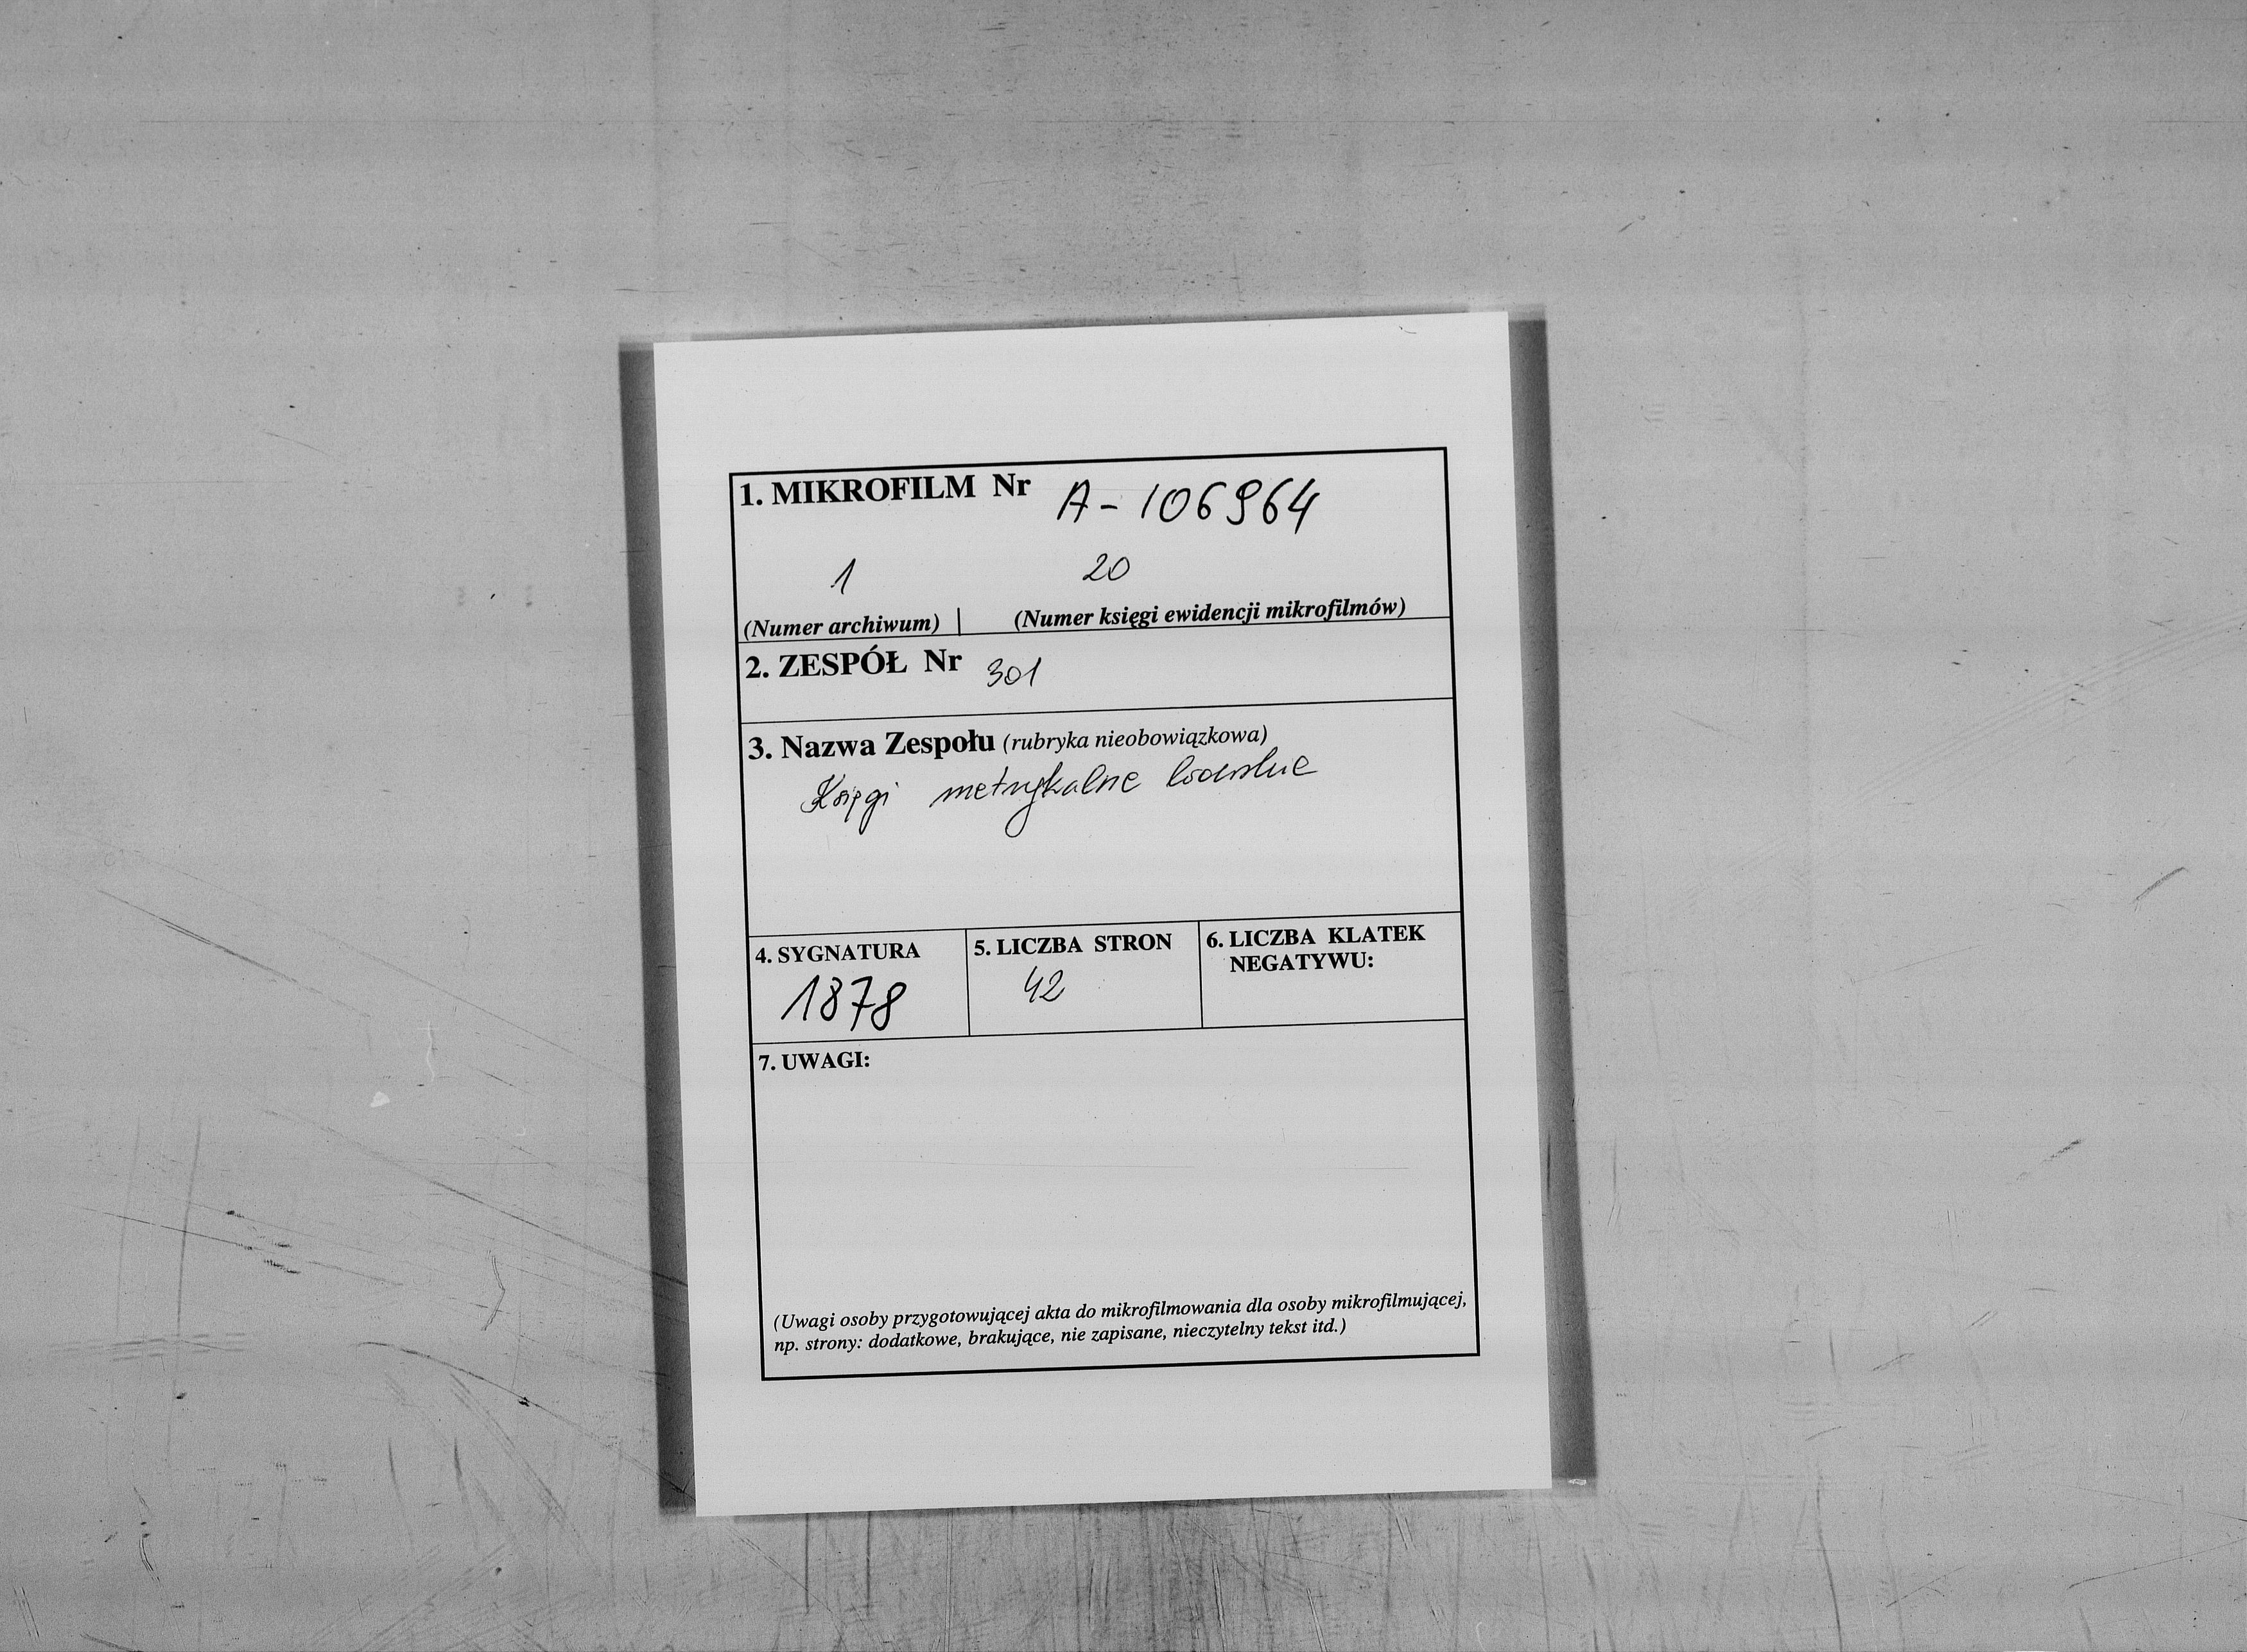 1. MIKROFILM Nr A-106964
1 20
(Numer archiwum) | (Numer księgi ewidencji mikrofilmów)
2. ZESPÓŁ Nr 301
3. Nazwa Zespołu (rubryka nieobowiązkowa)
Księgi metrykalne
4. SYGNATURA 5. LICZBA STRON 6. LICZBA KLATEK
NEGATYWU:
1878 42
7. UWAGI:
(Uwagi osoby przygotowującej akta do mikrofilmowania dla osoby mikrofilmującej,
np. strony: dodatkowe, brakujące, nie zapisane, nieczytelny tekst itd.)